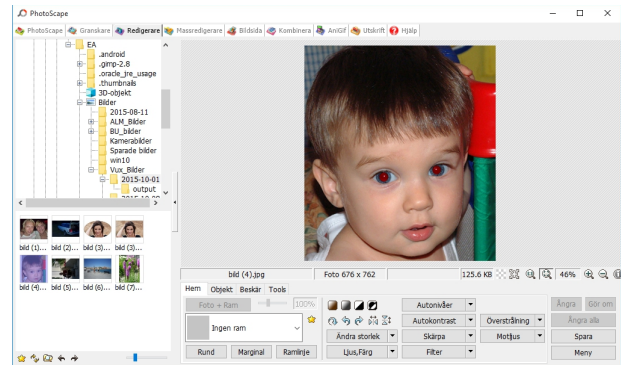 PhotoScape
PhotoScape Granskare Redigerare Massredigerare Bildsida Kombinera AniGif Utskrift Hjälp
EA
.android
.gimp-2.8
.oracle_jre_usage
.thumbnails
3D-objekt
Bilder
2015-08-11
ALM_Bilder
BU_bilder
Kamerabilder
Sparade bilder
win10
Vux_Bilder
2015-10-01
output
bild (1)... bild (2)... bild (3)... bild (3)...
bild (4)... bild (5)... bild (6)... bild (7)...
bild (4).jpg Foto 676 x 762 125.6 KB 46%
Hem Objekt Beskär Tools
Foto + Ram 100%
Ingen ram
Rund Marginal Ramlinje
Autonivåer
Autokontrast Överstrålning
Ändra storlek Skärpa Motljus
Ljus,Färg Filter
Ångra Gör om
Ångra alla
Spara
Meny